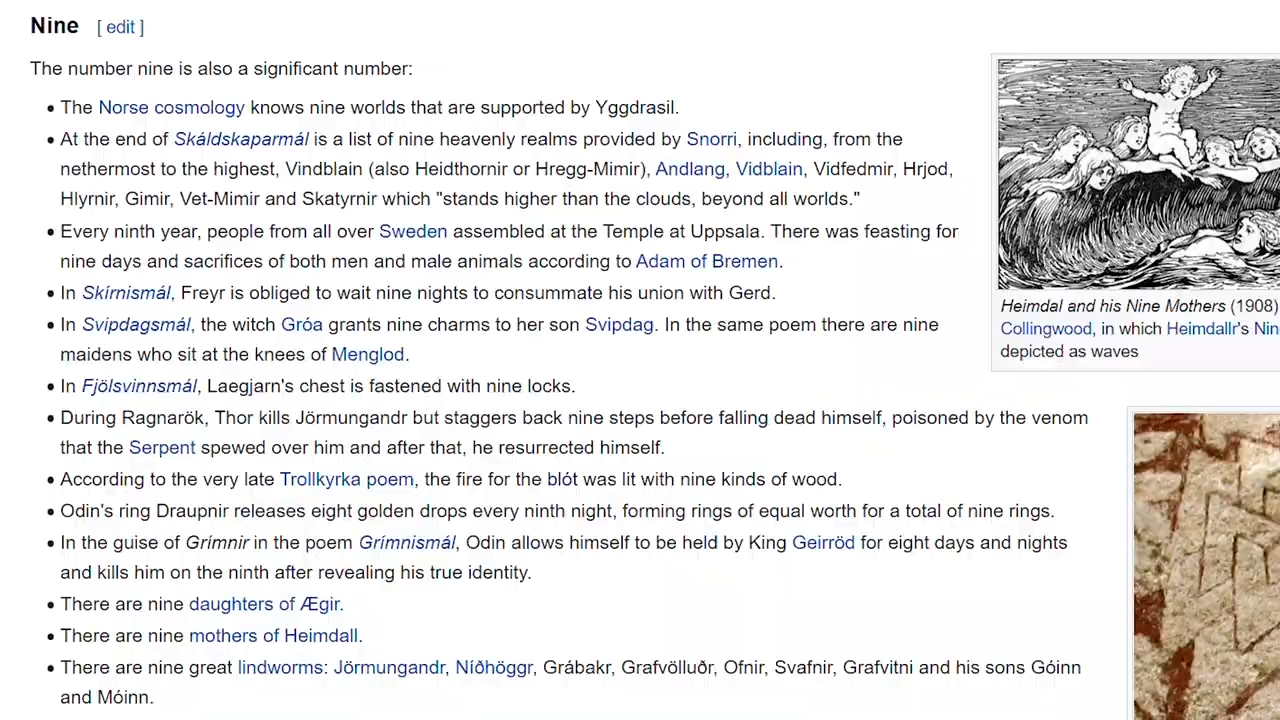 Nine [ edit ]
The number nine is also a significant number:
• The Norse cosmology knows nine worlds that are supported by Yggdrasil.
• At the end of Skáldskaparmál is a list of nine heavenly realms provided by Snorri, including, from the
nethermost to the highest, Vindblain (also Heidthornir or Hregg-Mimir), Andlang, Vidblain, Vidfedmir, Hrjod,
Hlyrnir, Gimir, Vet-Mimir and Skatyrnir which "stands higher than the clouds, beyond all worlds."
• Every ninth year, people from all over Sweden assembled at the Temple at Uppsala. There was feasting for
nine days and sacrifices of both men and male animals according to Adam of Bremen.
• In Skírnismál, Freyr is obliged to wait nine nights to consummate his union with Gerd.
• In Svipdagsmál, the witch Gróa grants nine charms to her son Svipdag. In the same poem there are nine
maidens who sit at the knees of Menglod.
• In Fjölsvinnsmál, Laegjarn's chest is fastened with nine locks.
• During Ragnarök, Thor kills Jörmungandr but staggers back nine steps before falling dead himself, poisoned by the venom
that the Serpent spewed over him and after that, he resurrected himself.
• According to the very late Trollkyrka poem, the fire for the blót was lit with nine kinds of wood.
• Odin's ring Draupnir releases eight golden drops every ninth night, forming rings of equal worth for a total of nine rings.
• In the guise of Grímnir in the poem Grímnismál, Odin allows himself to be held by King Geirröd for eight days and nights
and kills him on the ninth after revealing his true identity.
• There are nine daughters of Ægir.
• There are nine mothers of Heimdall.
• There are nine great lindworms: Jörmungandr, Níðhöggr, Grábakr, Grafvölluðr, Ofnir, Svafnir, Grafvitni and his sons Góinn
and Móinn.
Heimdal and his Nine Mothers (1908)
Collingwood, in which Heimdallr's Nin
depicted as waves